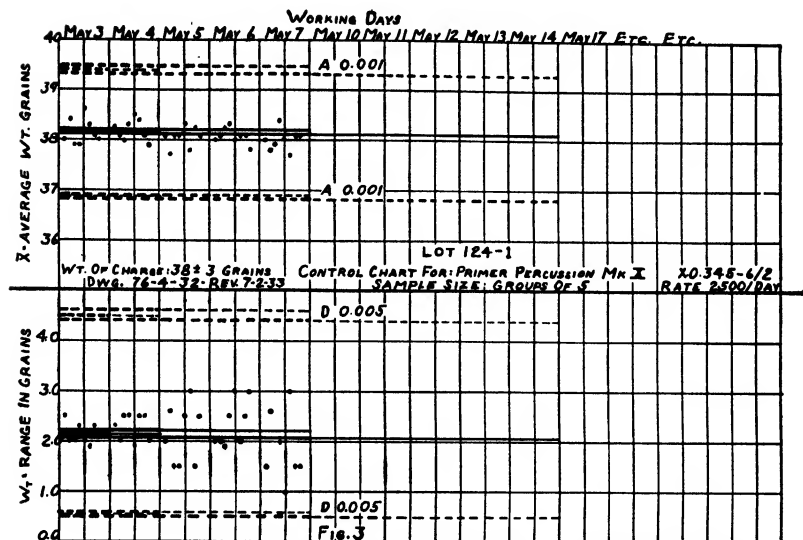 WORKING DAYS
MAY 3 MAY 4 MAY 5 MAY 6 MAY 7 MAY 10 MAY 11 MAY 12 MAY 13 MAY 14 MAY 17 ETC. ETC.
X̄-AVERAGE WT. GRAINS
40
39
38
37
36
A 0.001
A 0.001
LOT 124-1
WT. OF CHARGE: 38± 3 GRAINS CONTROL CHART FOR: PRIMER PERCUSSION MK X X.O. 345-6/2
DWG. 76-4-32-REV. 7-2-33 SAMPLE SIZE: GROUPS OF 5 RATE 2500/DAY
WT: RANGE IN GRAINS
4.0
3.0
2.0
1.0
0.0
D 0.005
D 0.005
FIG. 3